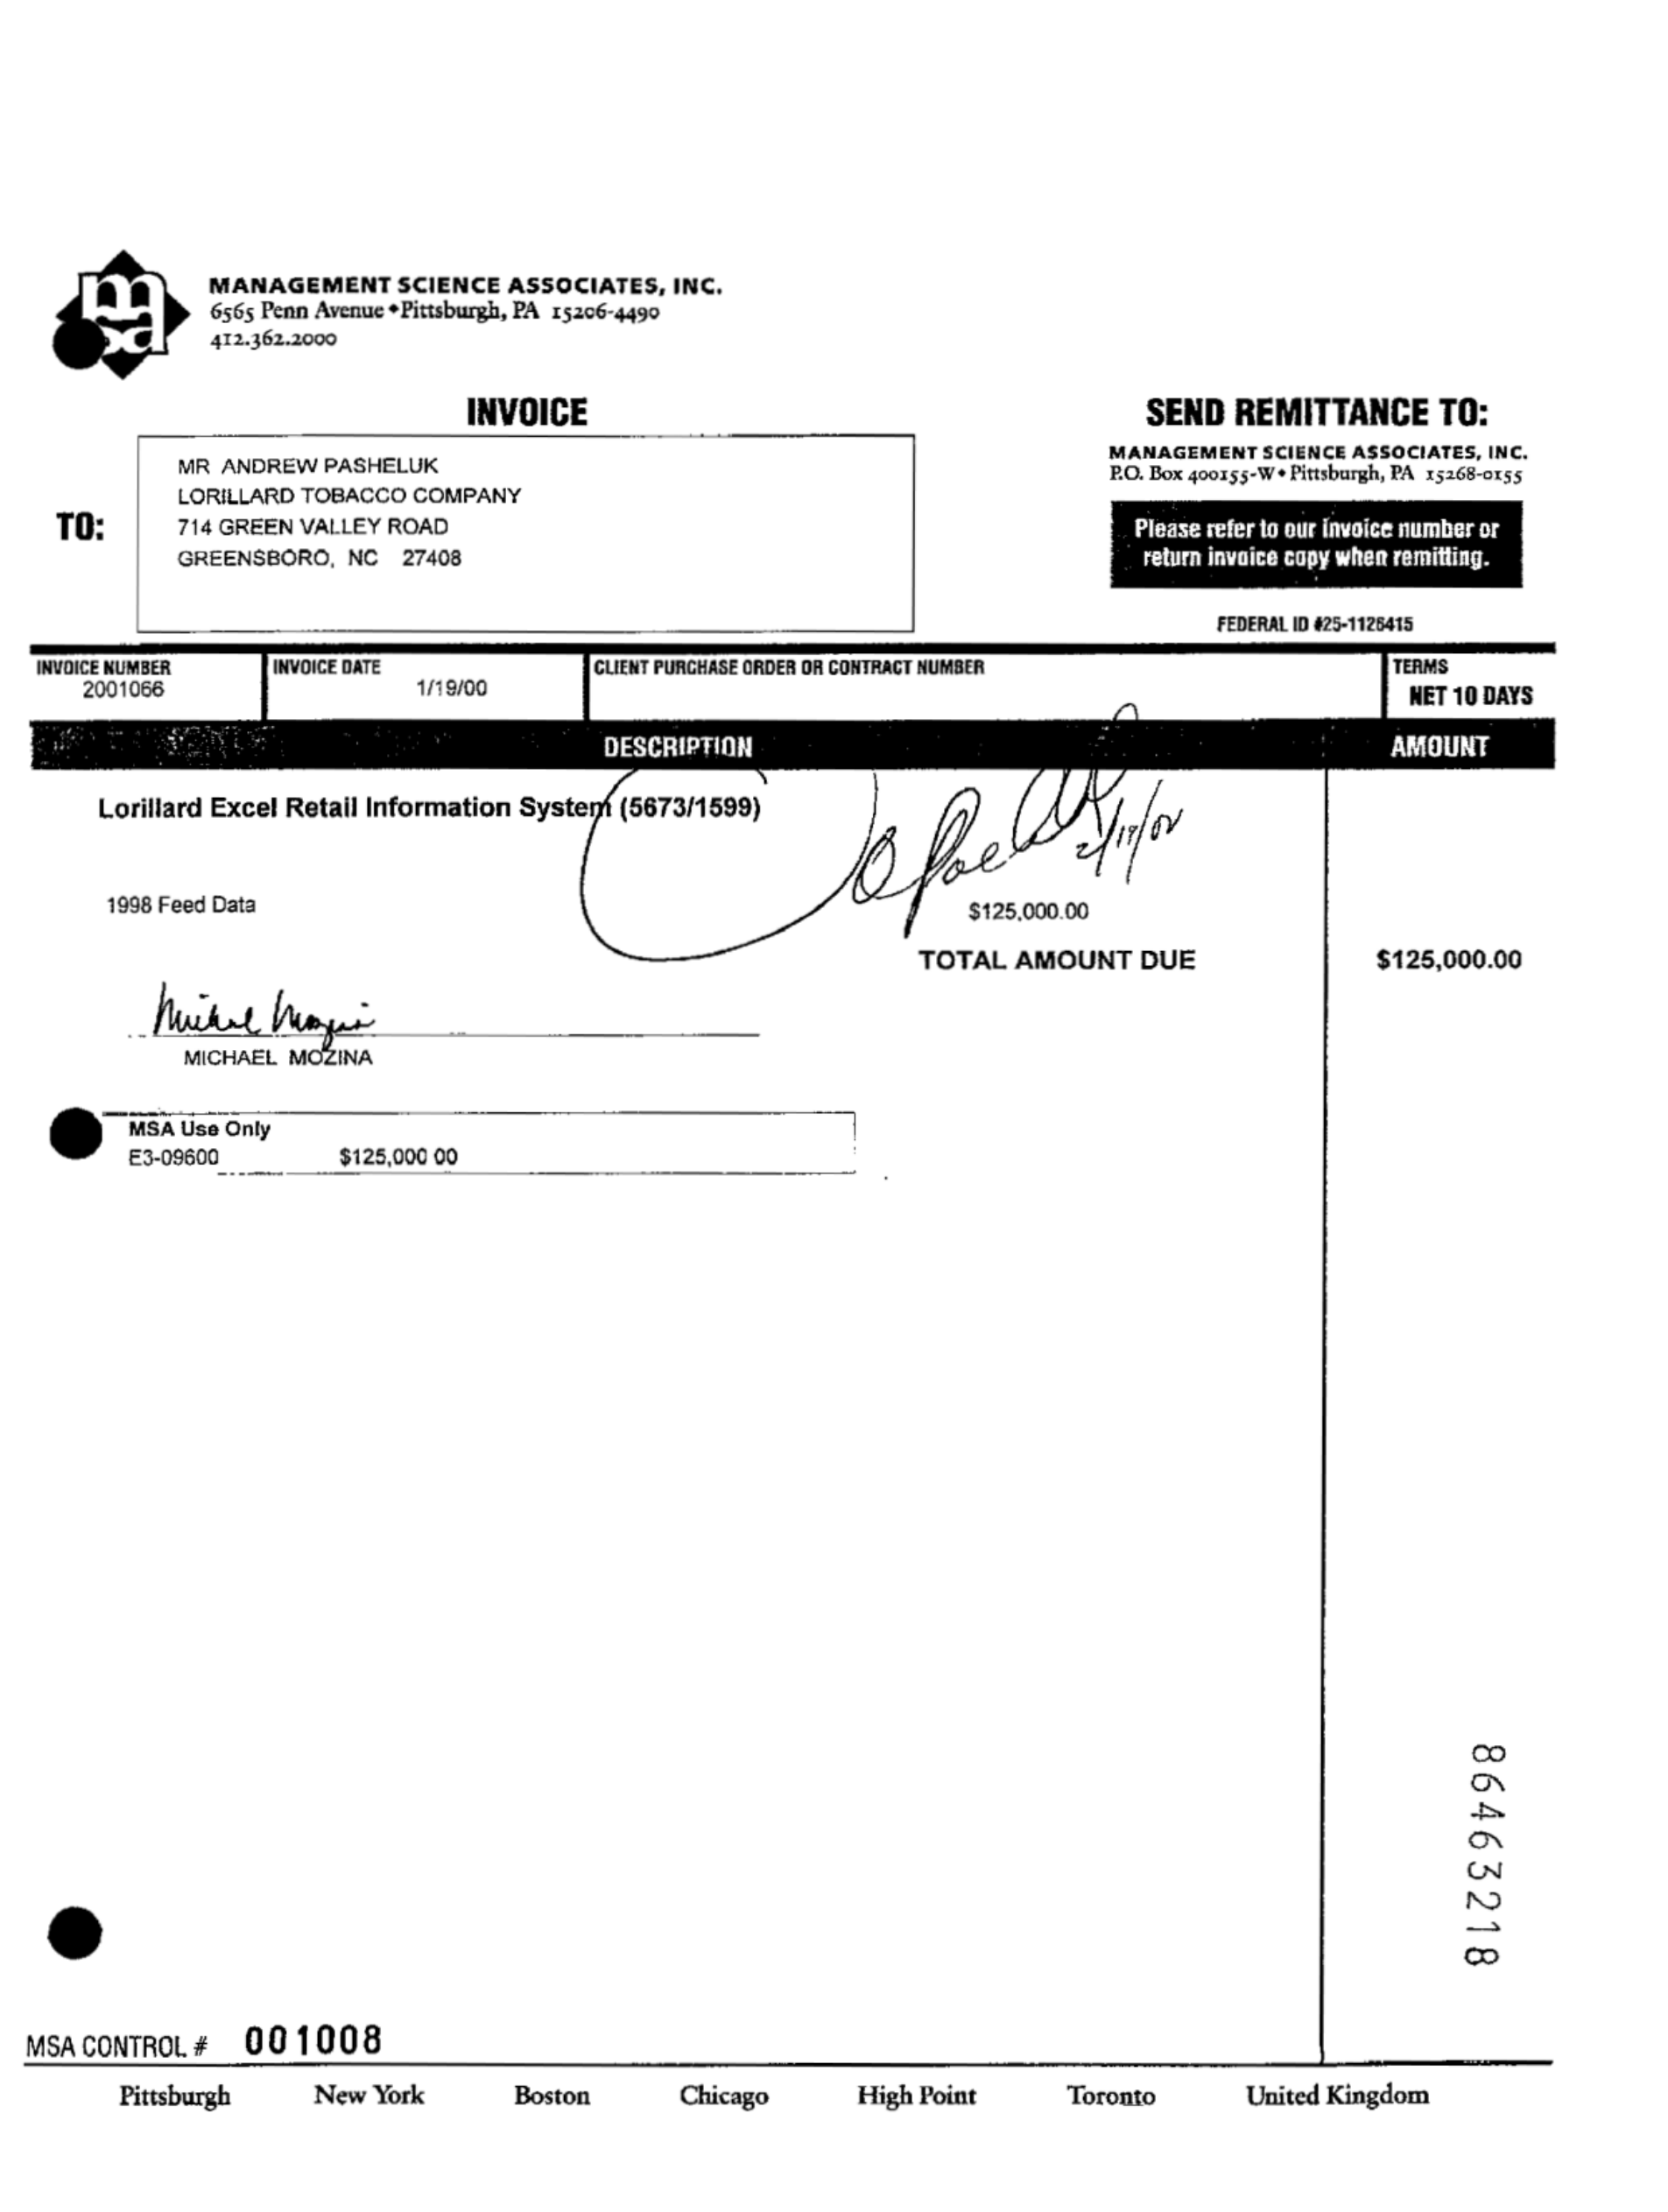 msa
MANAGEMENT SCIENCE ASSOCIATES, INC.
6565 Penn Avenue ◆ Pittsburgh, PA 15206-4490
412.362.2000
INVOICE
SEND REMITTANCE TO:
MANAGEMENT SCIENCE ASSOCIATES, INC.
P.O. Box 400155-W ◆ Pittsburgh, PA 15268-0155
TO:
MR ANDREW PASHELUK
LORILLARD TOBACCO COMPANY
714 GREEN VALLEY ROAD
GREENSBORO, NC 27408
Please refer to our invoice number or
return invoice copy when remitting.
FEDERAL ID #25-1126415
INVOICE NUMBER INVOICE DATE CLIENT PURCHASE ORDER OR CONTRACT NUMBER TERMS
2001066 1/19/00 NET 10 DAYS
DESCRIPTION AMOUNT
Lorillard Excel Retail Information System (5673/1599)
1998 Feed Data $125,000.00
TOTAL AMOUNT DUE $125,000.00
Michael Mozina
MICHAEL MOZINA
MSA Use Only
E3-09600 $125,000 00
86463218
MSA CONTROL # 001008
Pittsburgh New York Boston Chicago High Point Toronto United Kingdom